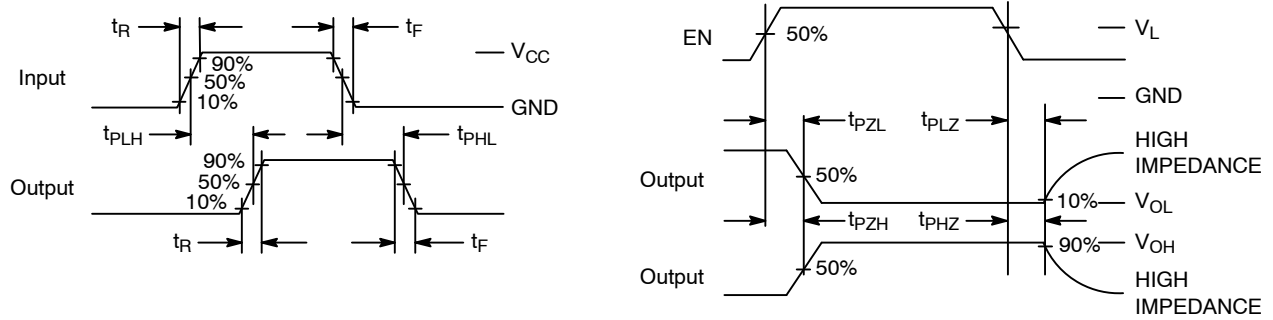 tR
tF
VCC
Input
90%
50%
10%
GND
tPLH
tPHL
Output
90%
50%
10%
tR
tF
EN
50%
VL
GND
tPZL
tPLZ
HIGH
IMPEDANCE
Output
50%
10%
VOL
tPZH
tPHZ
VOH
90%
Output
50%
HIGH
IMPEDANCE